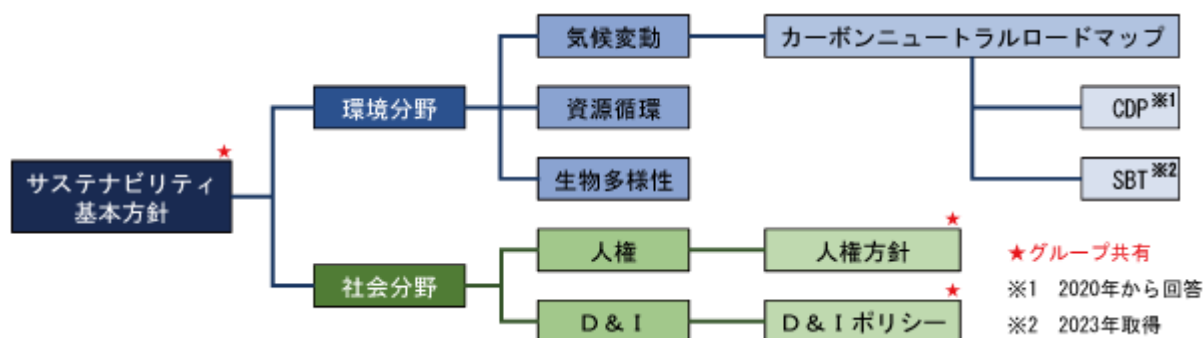 気候変動
カーボンニュートラルロードマップ
環境分野
資源循環
CDP※1
★
サステナビリティ
基本方針
生物多様性
SBT※2
★
人権
人権方針
★グループ共有
社会分野
★
※1 2020年から回答
D&I
D&Iポリシー
※2 2023年取得